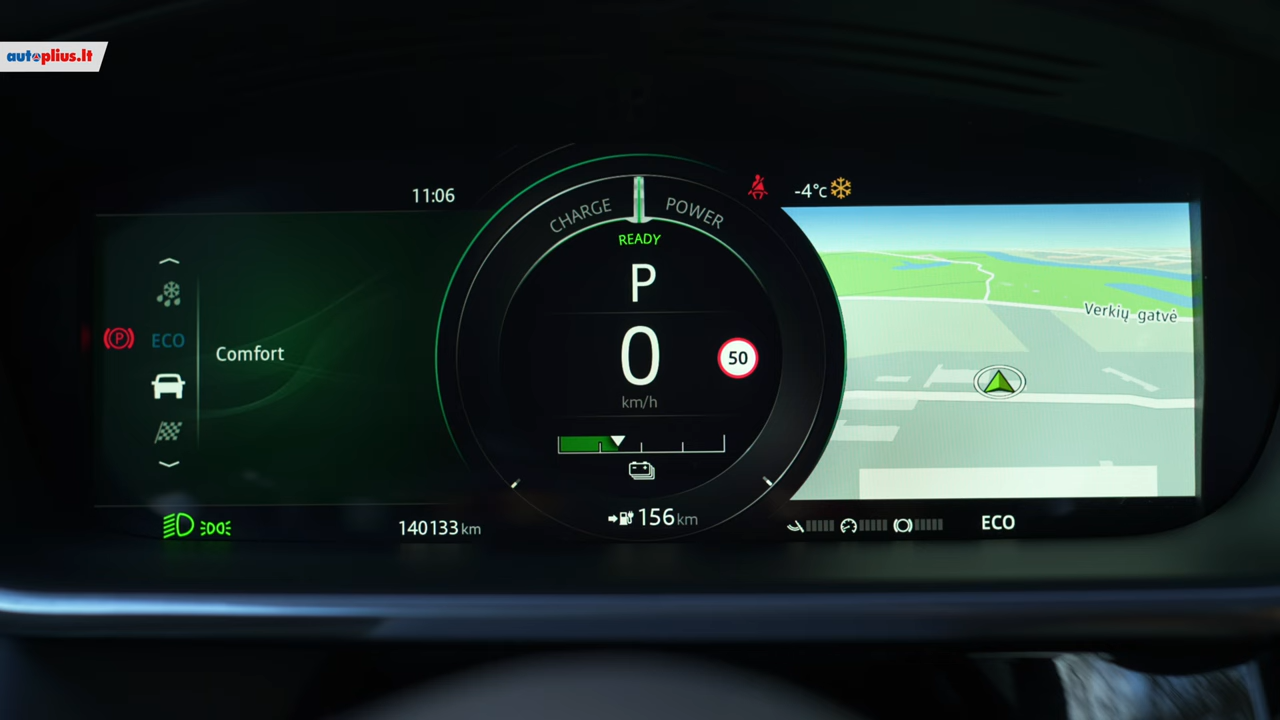 autoplius.lt
11:06
-4°c
CHARGE
POWER
READY
P
ECO
Comfort
0
km/h
50
Verkių gatvė
140133 km
156 km
ECO